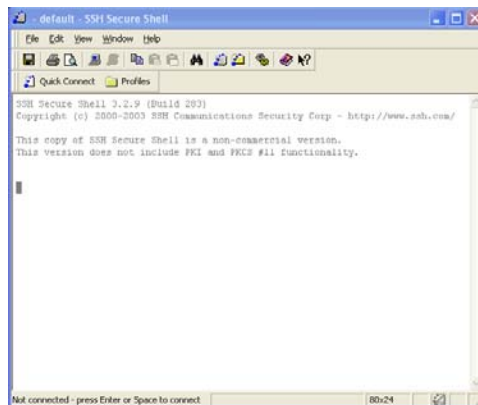 - default - SSH Secure Shell
File Edit View Window Help
Quick Connect Profiles
SSH Secure Shell 3.2.9 (Build 283)
Copyright (c) 2000-2003 SSH Communications Security Corp - http://www.ssh.com/
This copy of SSH Secure Shell is a non-commercial version.
This version does not include PKI and PKCS #11 functionality.
Not connected - press Enter or Space to connect 80x24